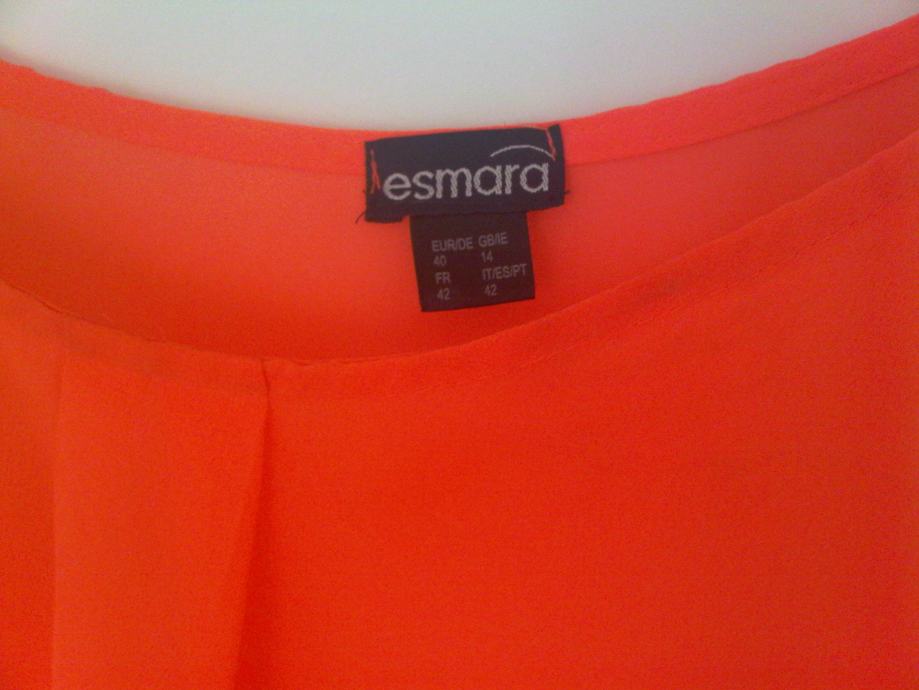 esmara
EUR/DE GB/IE
40 14
FR IT/ES/PT
42 42